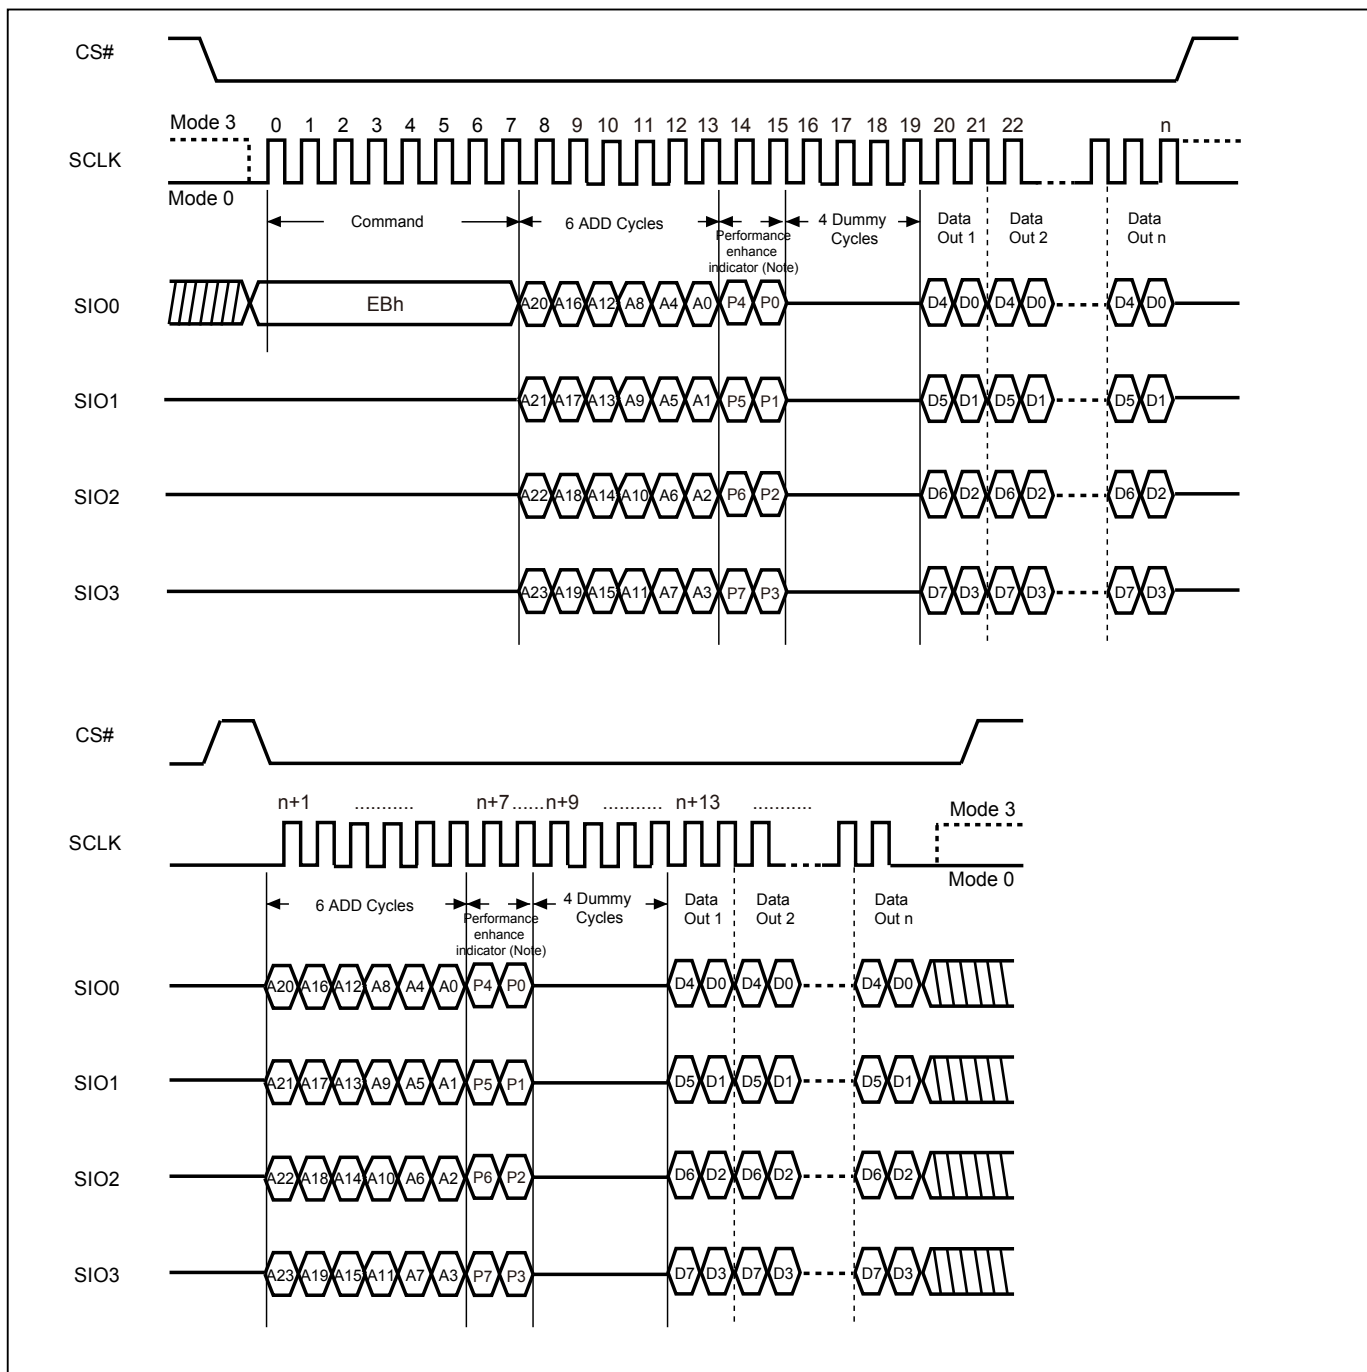 CS#
Mode 3
0 1 2 3 4 5 6 7 8 9 10 11 12 13 14 15 16 17 18 19 20 21 22 n
SCLK
Mode 0
Command
6 ADD Cycles
Performance
enhance
indicator (Note)
4 Dummy
Cycles
Data
Out 1
Data
Out 2
Data
Out n
SIO0 EBh A20 A16 A12 A8 A4 A0 P4 P0 D4 D0 D4 D0 D4 D0
SIO1 A21 A17 A13 A9 A5 A1 P5 P1 D5 D1 D5 D1 D5 D1
SIO2 A22 A18 A14 A10 A6 A2 P6 P2 D6 D2 D6 D2 D6 D2
SIO3 A23 A19 A15 A11 A7 A3 P7 P3 D7 D3 D7 D3 D7 D3
CS#
n+1 ........... n+7 ......n+9 ............ n+13 ...........
Mode 3
SCLK
Mode 0
6 ADD Cycles
Performance
enhance
indicator (Note)
4 Dummy
Cycles
Data
Out 1
Data
Out 2
Data
Out n
SIO0 A20 A16 A12 A8 A4 A0 P4 P0 D4 D0 D4 D0 D4 D0
SIO1 A21 A17 A13 A9 A5 A1 P5 P1 D5 D1 D5 D1 D5 D1
SIO2 A22 A18 A14 A10 A6 A2 P6 P2 D6 D2 D6 D2 D6 D2
SIO3 A23 A19 A15 A11 A7 A3 P7 P3 D7 D3 D7 D3 D7 D3